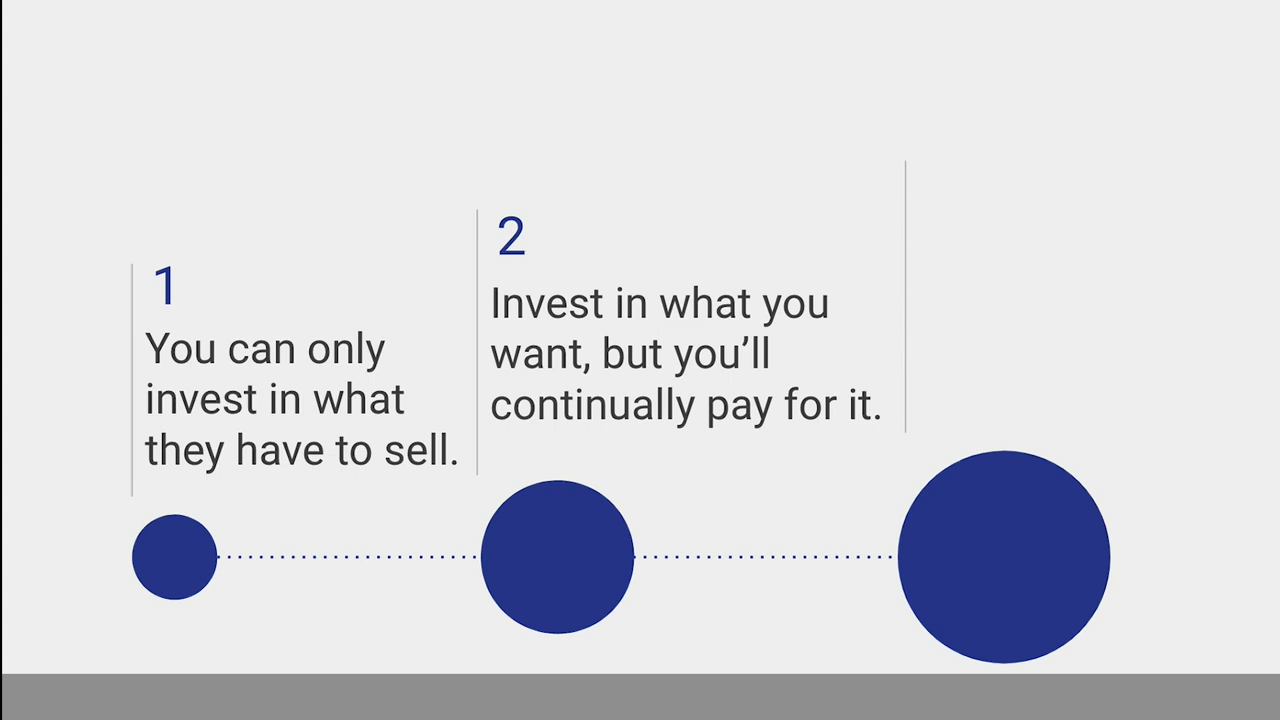 1
You can only
invest in what
they have to sell.
2
Invest in what you
want, but you’ll
continually pay for it.